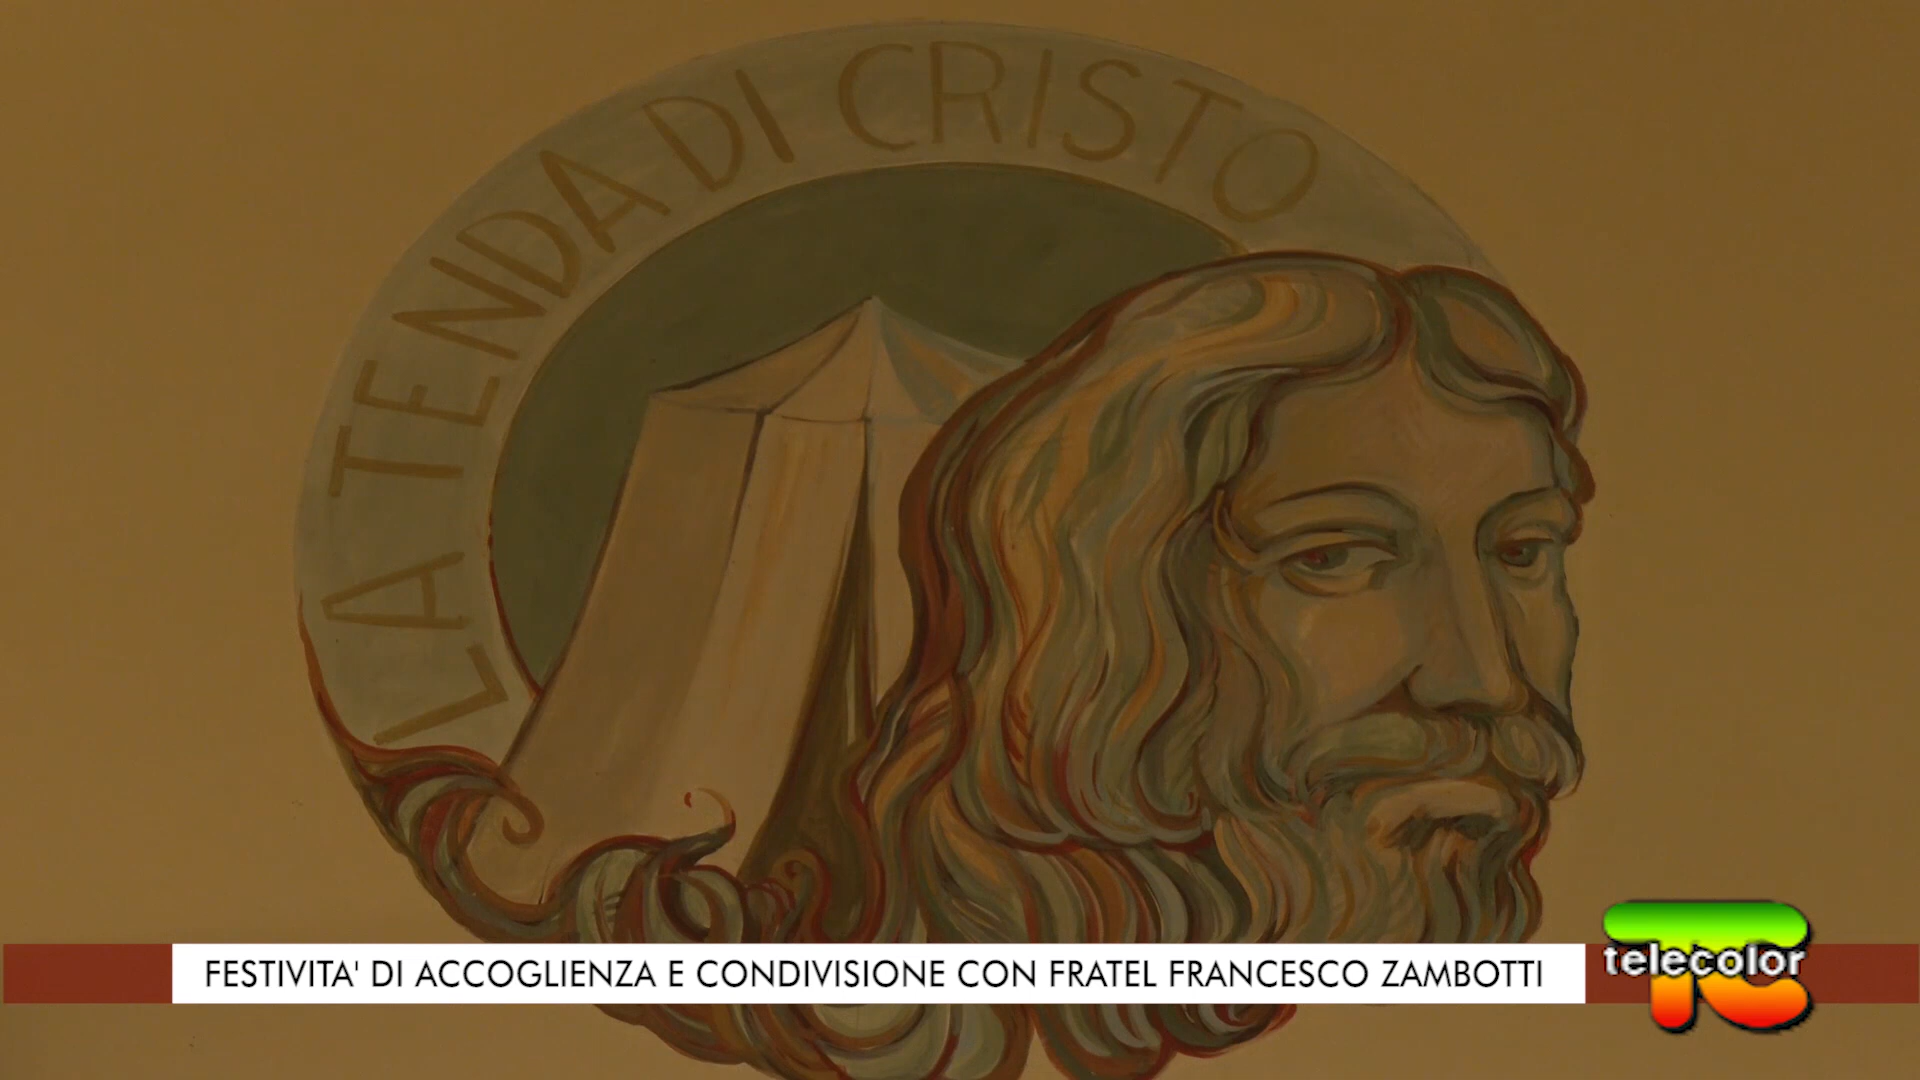 LA TENDA DI CRISTO
FESTIVITA' DI ACCOGLIENZA E CONDIVISIONE CON FRATEL FRANCESCO ZAMBOTTI
telecolor